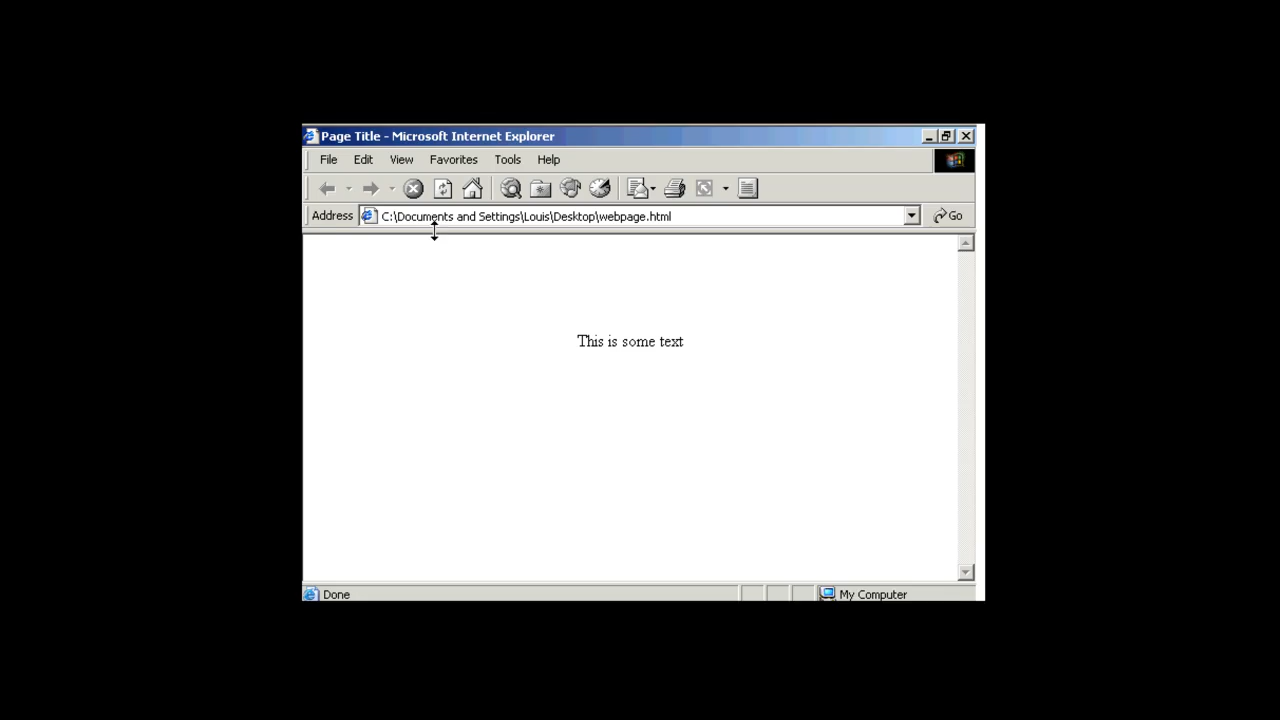 Page Title - Microsoft Internet Explorer
File Edit View Favorites Tools Help
Address C:\Documents and Settings\Louis\Desktop\webpage.html Go
This is some text
Done My Computer